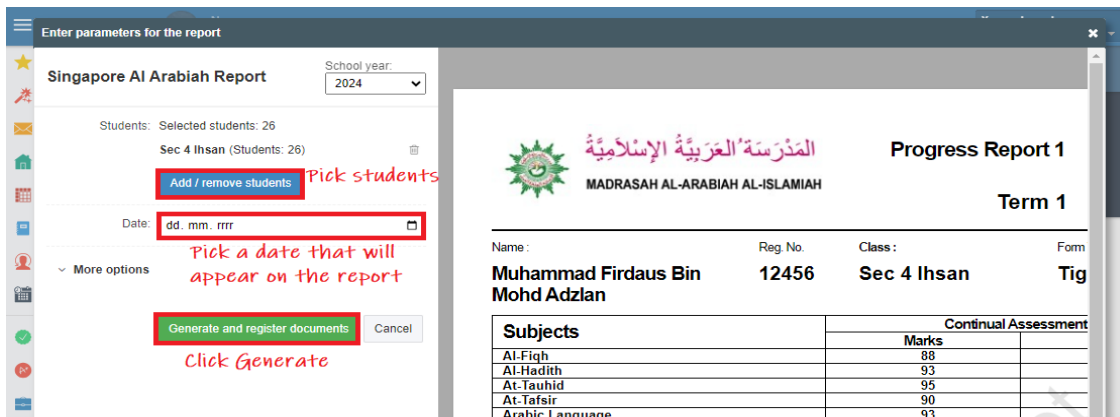 Enter parameters for the report
Singapore Al Arabiah Report
School year:
2024
Students: Selected students: 26
Sec 4 Ihsan (Students: 26)
Add / remove students
Pick students
Date: dd. mm. rrrr
Pick a date that will
appear on the report
More options
Generate and register documents
Cancel
Click Generate
المَدْرَسَةُ العَرَبِيَّةُ الإِسْلاَمِيَّةُ
MADRASAH AL-ARABIAH AL-ISLAMIAH
Progress Report 1
Term 1
Name :
Reg. No.
Class :
Form
Muhammad Firdaus Bin
Mohd Adzlan
12456
Sec 4 Ihsan
Tig
Subjects
Continual Assessment
Marks
Al-Fiqh 88
Al-Hadith 93
At-Tauhid 95
At-Tafsir 90
Arabic Language 93